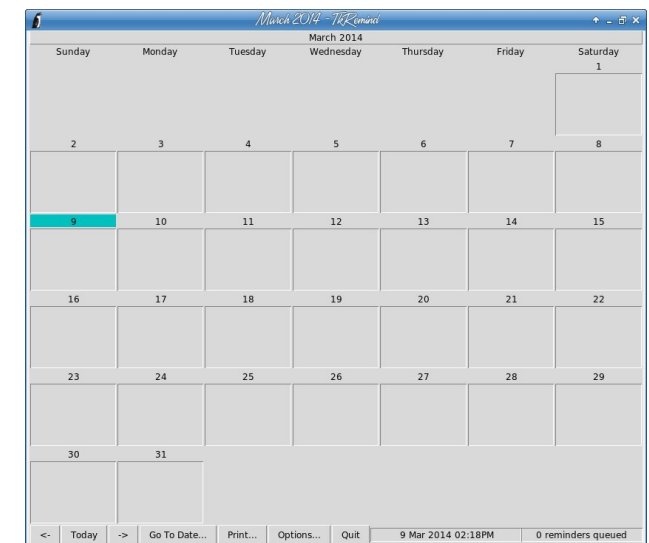 March 2014 - TkRemind
March 2014
Sunday Monday Tuesday Wednesday Thursday Friday Saturday
1
2 3 4 5 6 7 8
9 10 11 12 13 14 15
16 17 18 19 20 21 22
23 24 25 26 27 28 29
30 31
<- Today -> Go To Date... Print... Options... Quit 9 Mar 2014 02:18PM 0 reminders queued